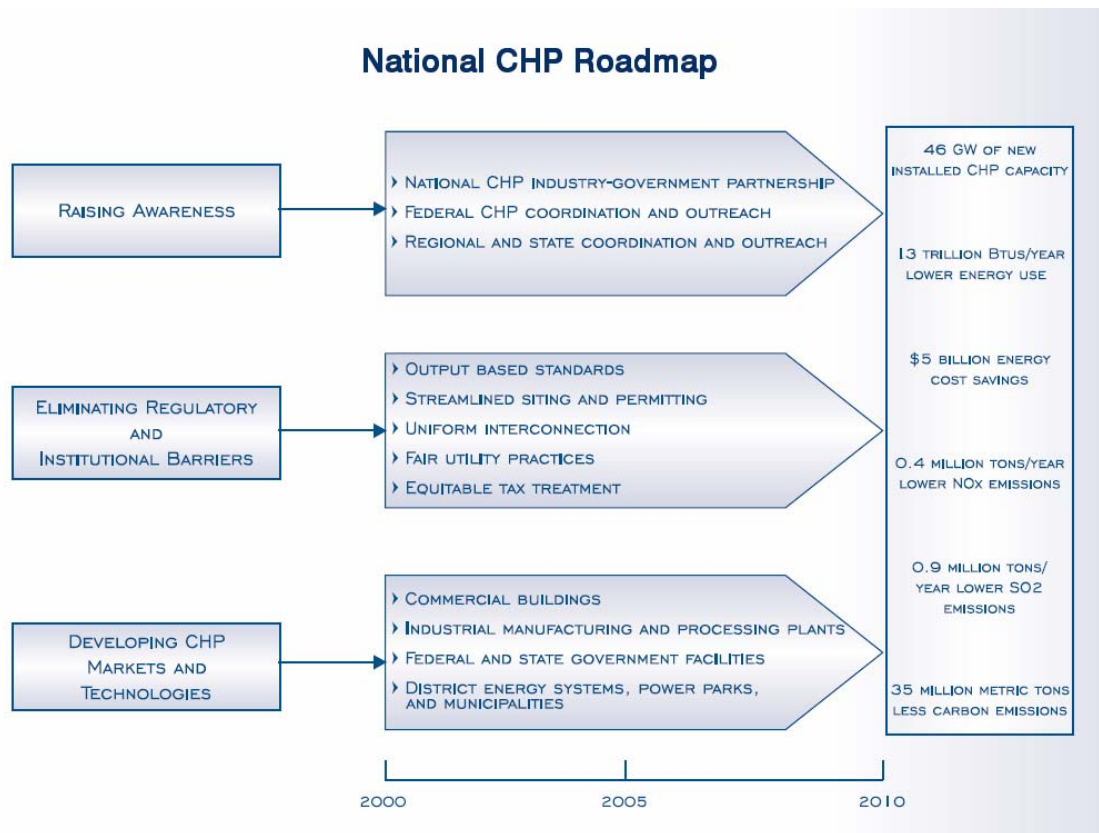 National CHP Roadmap
RAISING AWARENESS
› NATIONAL CHP INDUSTRY-GOVERNMENT PARTNERSHIP
› FEDERAL CHP COORDINATION AND OUTREACH
› REGIONAL AND STATE COORDINATION AND OUTREACH
ELIMINATING REGULATORY
AND
INSTITUTIONAL BARRIERS
› OUTPUT BASED STANDARDS
› STREAMLINED SITING AND PERMITTING
› UNIFORM INTERCONNECTION
› FAIR UTILITY PRACTICES
› EQUITABLE TAX TREATMENT
DEVELOPING CHP
MARKETS AND
TECHNOLOGIES
› COMMERCIAL BUILDINGS
› INDUSTRIAL MANUFACTURING AND PROCESSING PLANTS
› FEDERAL AND STATE GOVERNMENT FACILITIES
› DISTRICT ENERGY SYSTEMS, POWER PARKS,
AND MUNICIPALITIES
46 GW OF NEW
INSTALLED CHP CAPACITY
13 TRILLION BTUS/YEAR
LOWER ENERGY USE
$5 BILLION ENERGY
COST SAVINGS
0.4 MILLION TONS/YEAR
LOWER NOX EMISSIONS
0.9 MILLION TONS/
YEAR LOWER SO2
EMISSIONS
35 MILLION METRIC TONS
LESS CARBON EMISSIONS
2000
2005
2010